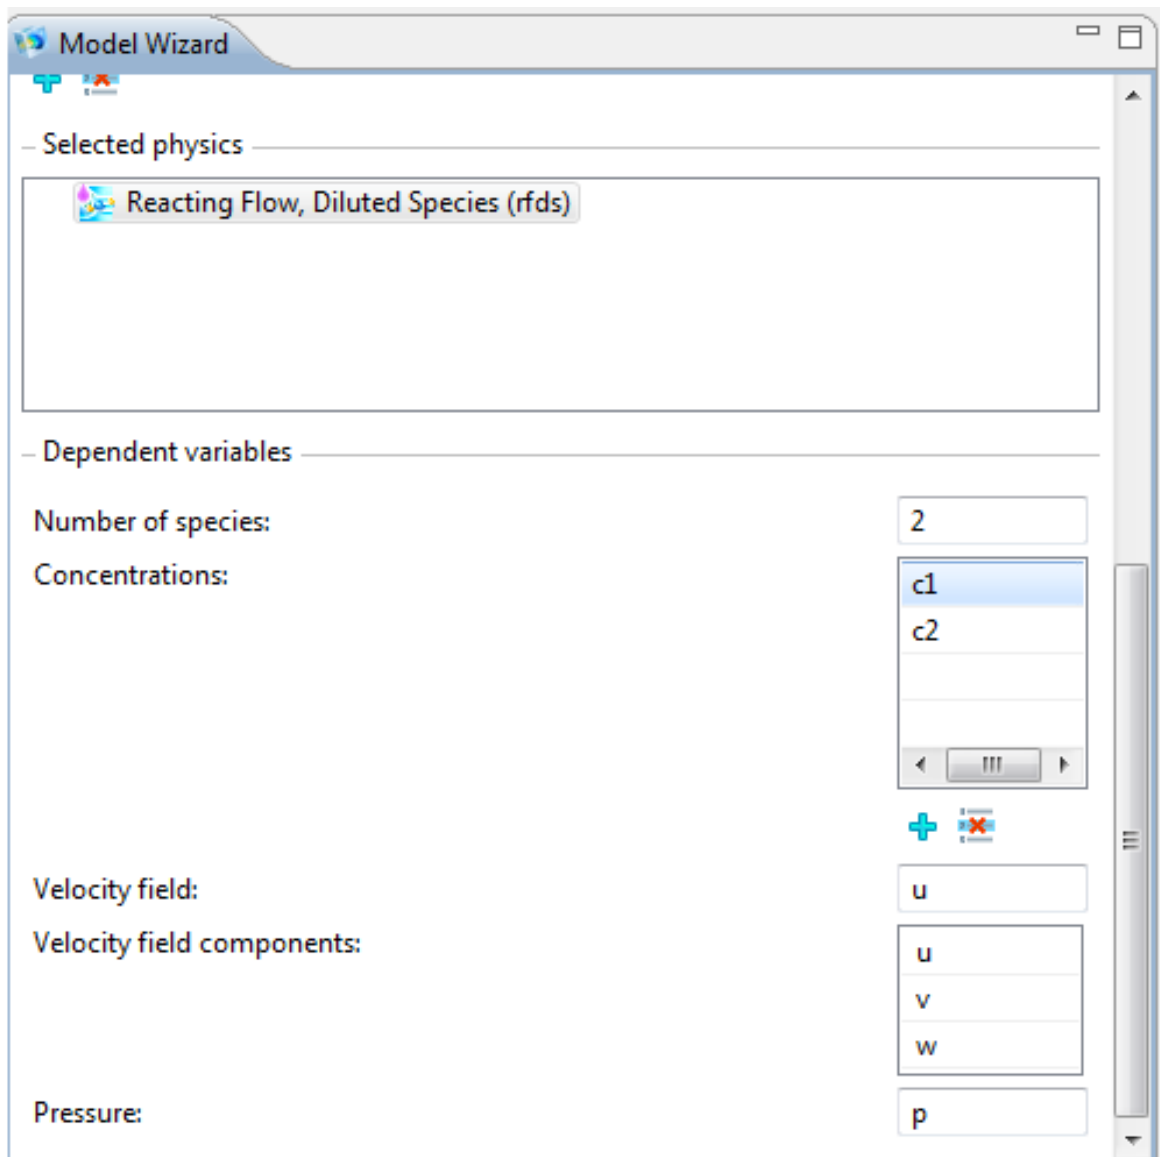 Model Wizard
Selected physics
Reacting Flow, Diluted Species (rfds)
Dependent variables
Number of species: 2
Concentrations: c1
c2
Velocity field: u
Velocity field components: u
v
w
Pressure: p